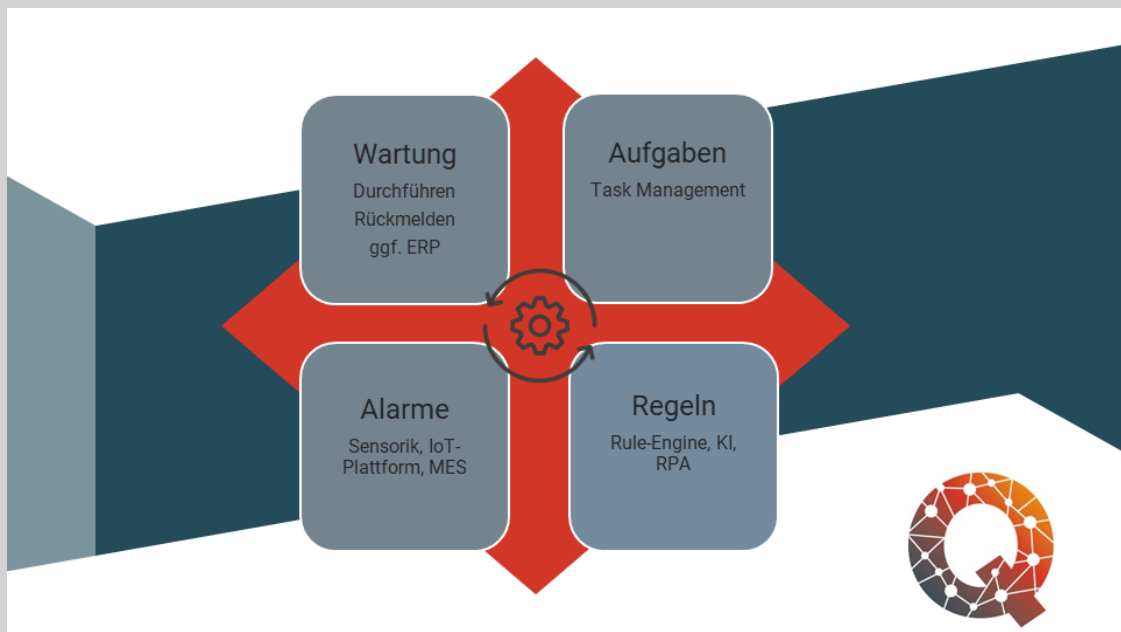 Wartung
Durchführen
Rückmelden
ggf. ERP
Aufgaben
Task Management
Alarme
Sensorik, IoT-
Plattform, MES
Regeln
Rule-Engine, KI,
RPA